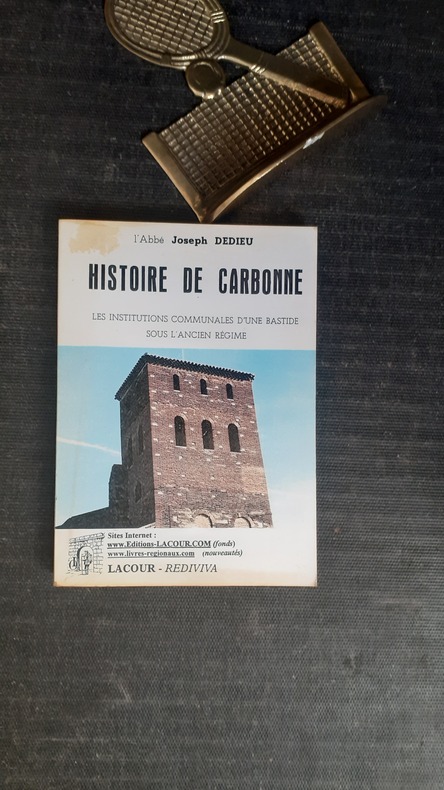 l'Abbé Joseph DEDIEU
HISTOIRE DE CARBONNE
LES INSTITUTIONS COMMUNALES D'UNE BASTIDE
SOUS L'ANCIEN RÉGIME
Sites Internet :
www.Editions-LACOUR.COM (fonds)
www.livres-regionaux.com (nouveautés)
LACOUR - REDIVIVA